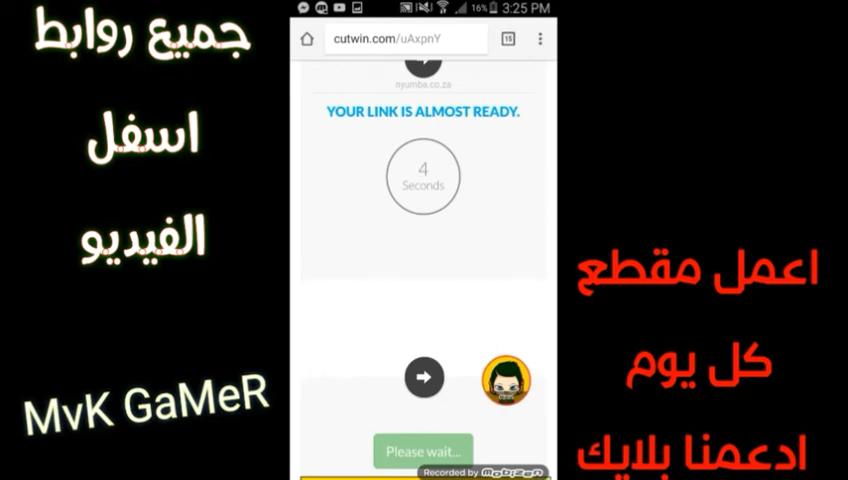 جميع روابط
اسفل
الفيديو
MvK GaMeR
16%
3:25 PM
cutwin.com/uAxpnY
15
nyumba.co.za
YOUR LINK IS ALMOST READY.
4
Seconds
Please wait...
Recorded by Mobizen
اعمل مقطع
كل يوم
ادعمنا بلايك